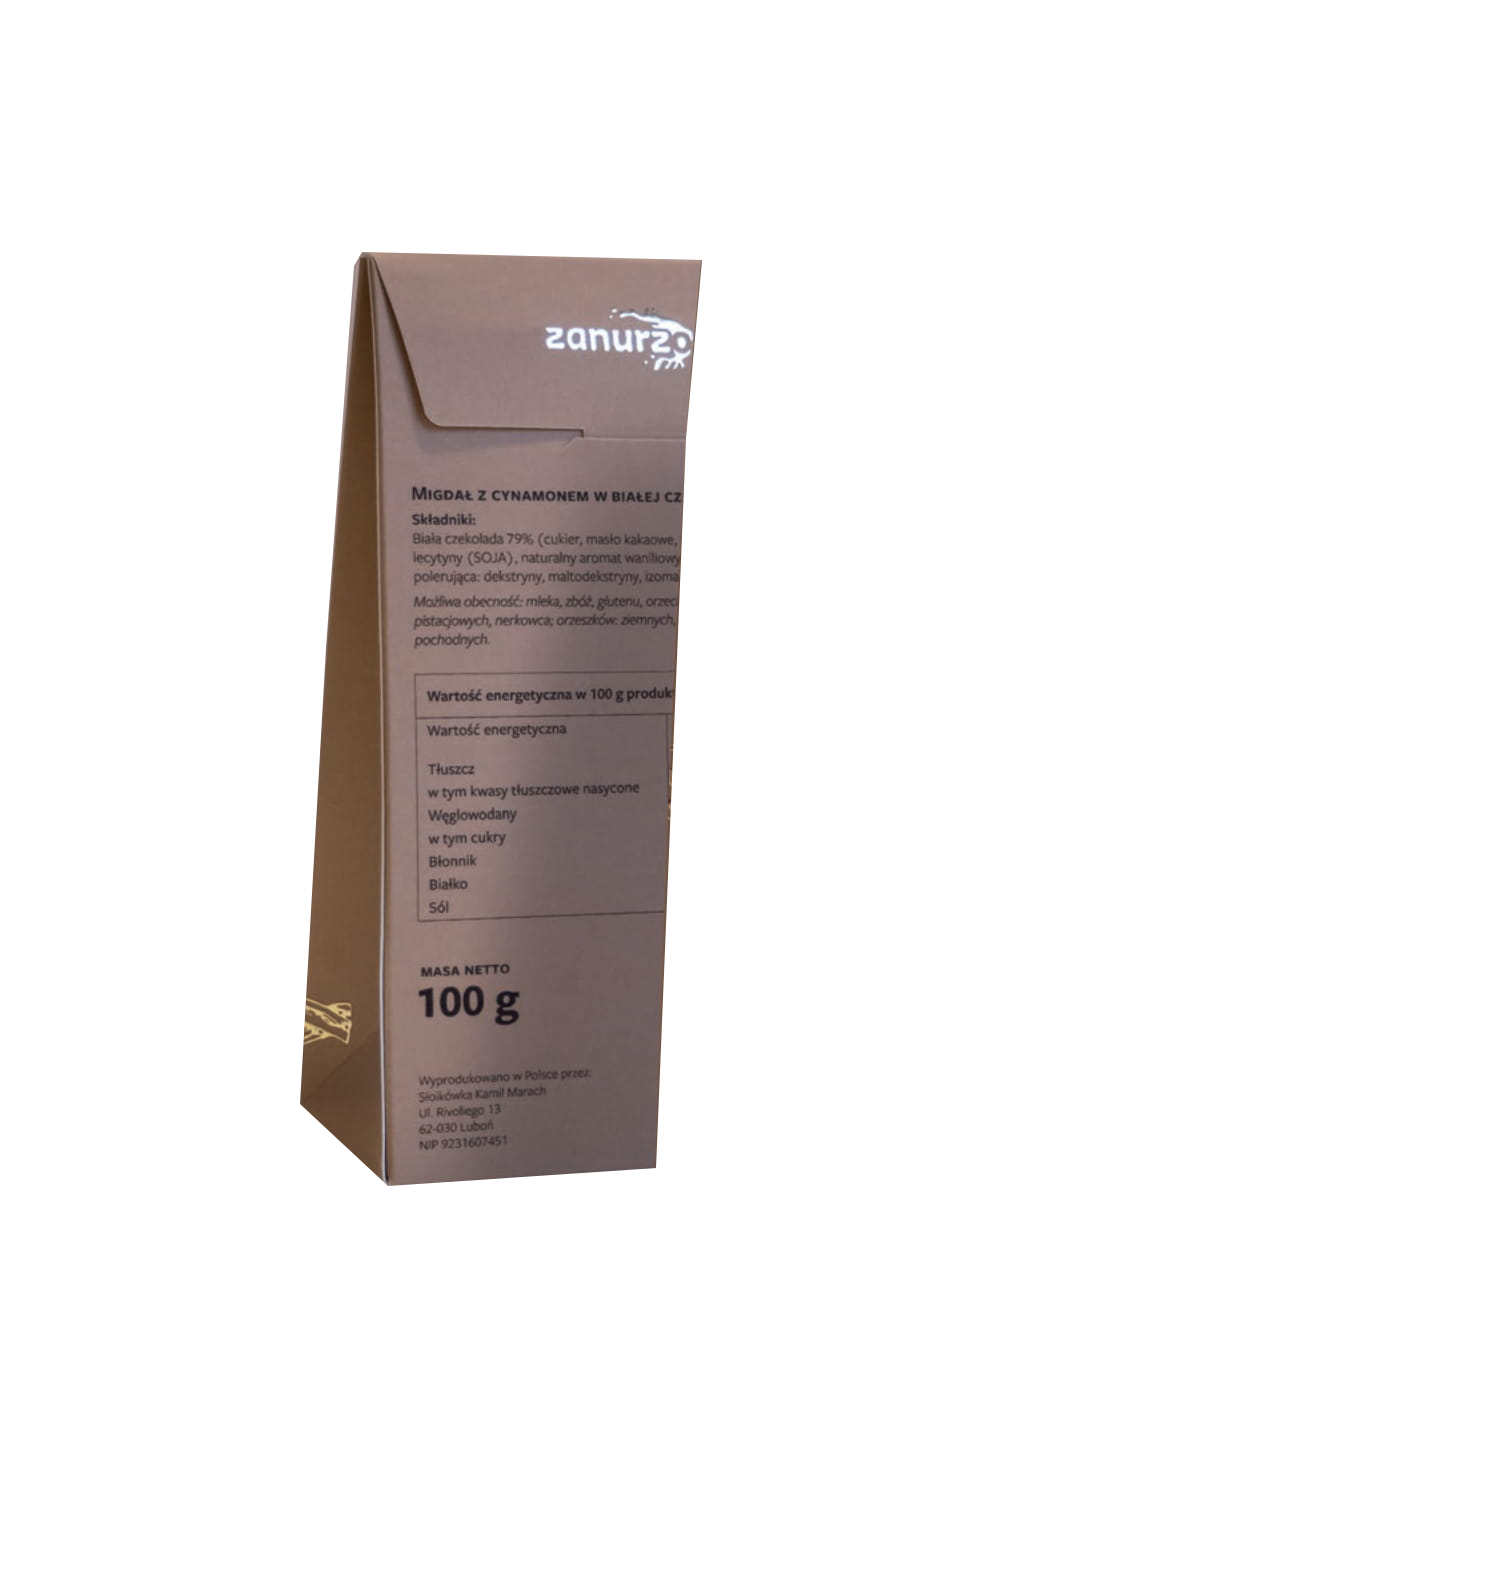 zanurzo
MIGDAŁ Z CYNAMONEM W BIAŁEJ CZ
Składniki:
Biała czekolada 79% (cukier, masło kakaowe,
lecytyny (SOJA), naturalny aromat waniliowy
polerująca: dekstryny, maltodekstryny, izoma
Możliwa obecność: mleka, zbóż, glutenu, orzec
pistacjowych, nerkowca; orzeszków: ziemnych,
pochodnych.
Wartość energetyczna w 100 g produk
Wartość energetyczna
Tłuszcz
w tym kwasy tłuszczowe nasycone
Węglowodany
w tym cukry
Błonnik
Białko
Sól
MASA NETTO
100 g
Wyprodukowano w Polsce przez:
Słoikówka Kamil Marach
Ul. Rivoliego 13
62-030 Luboń
NIP 9231607451